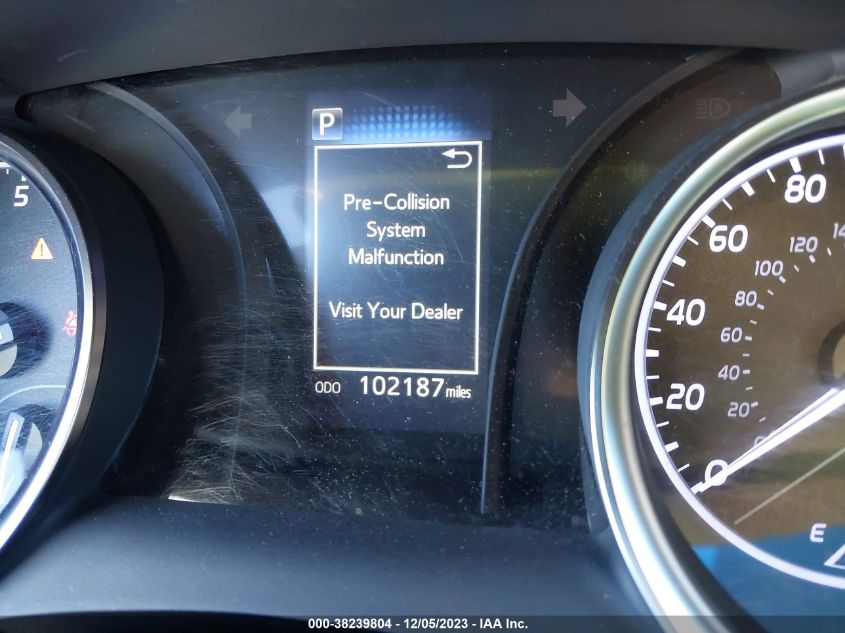 P
Pre-Collision
System
Malfunction
Visit Your Dealer
ODO 102187 miles
5
80
60
40
20
0
120
100
80
60
40
20
E
000-38239804 - 12/05/2023 - IAA Inc.